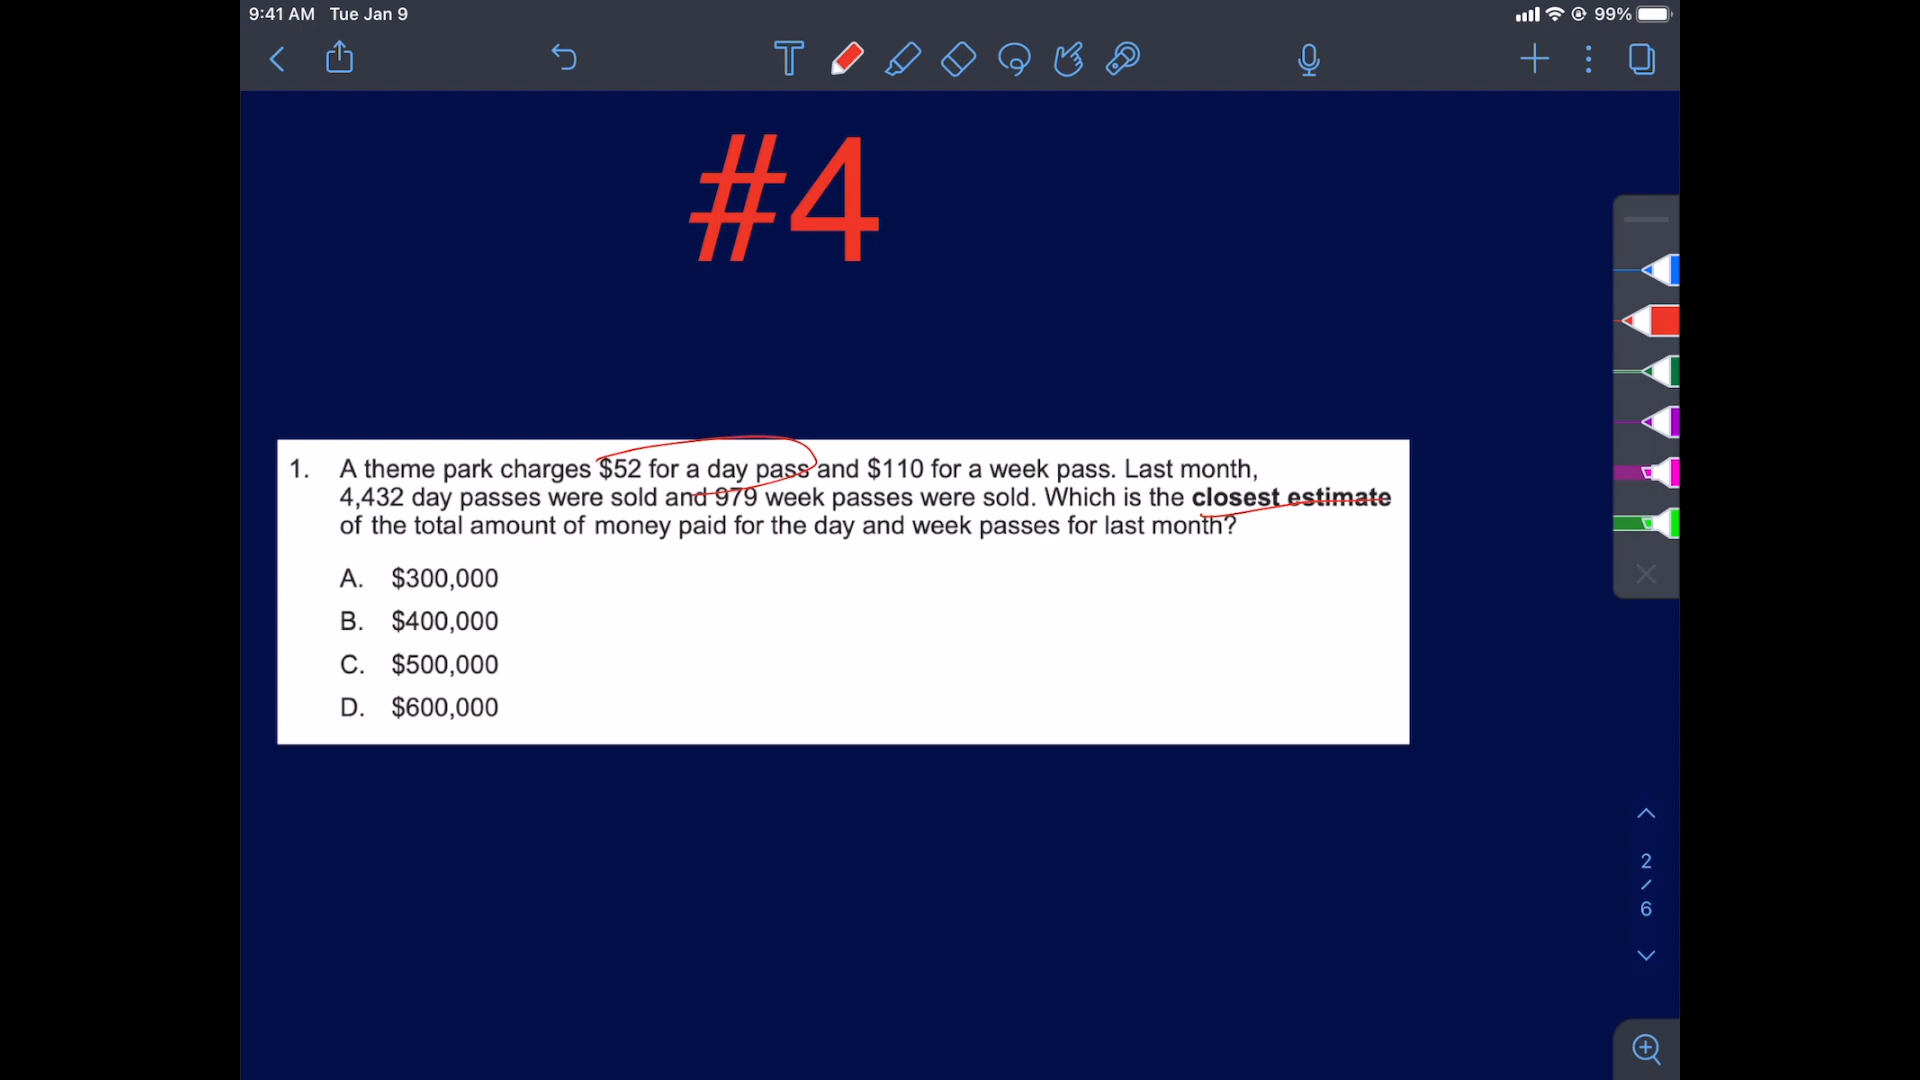 9:41 AM Tue Jan 9
99%
#4
1. A theme park charges $52 for a day pass and $110 for a week pass. Last month,
4,432 day passes were sold and 979 week passes were sold. Which is the closest estimate
of the total amount of money paid for the day and week passes for last month?
A. $300,000
B. $400,000
C. $500,000
D. $600,000
2
/
6